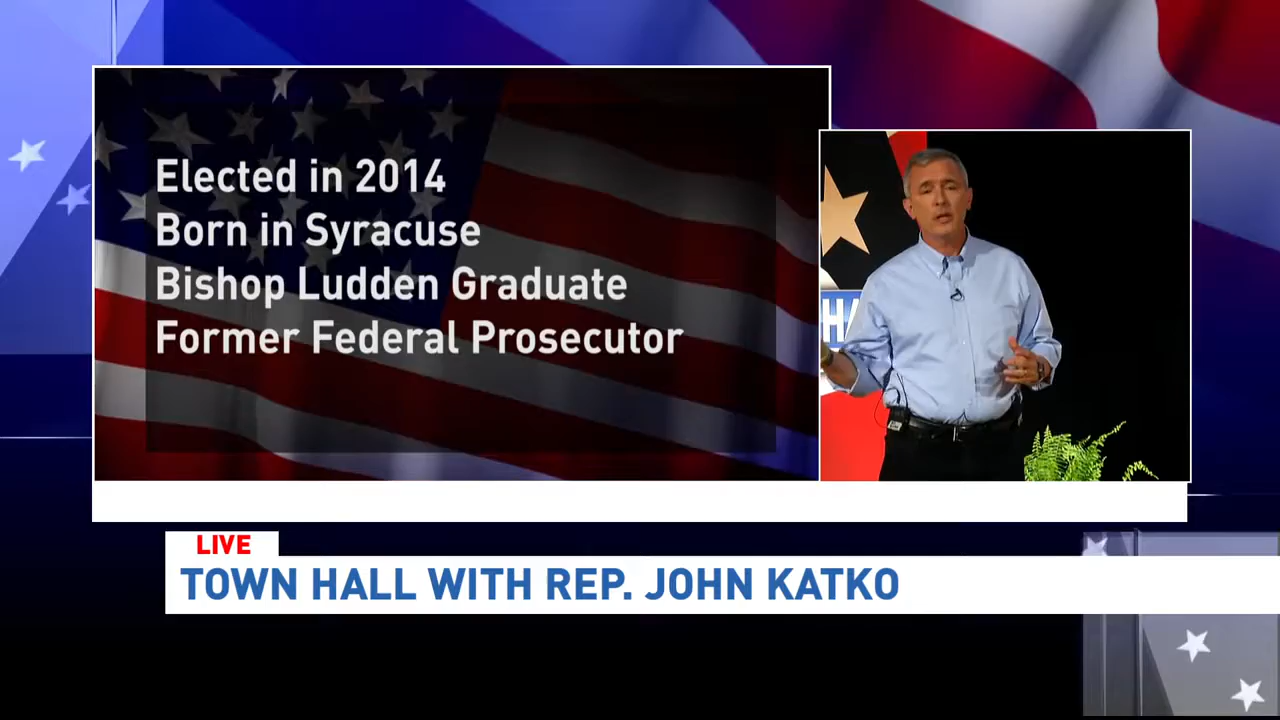 Elected in 2014
Born in Syracuse
Bishop Ludden Graduate
Former Federal Prosecutor
HA
LIVE
TOWN HALL WITH REP. JOHN KATKO